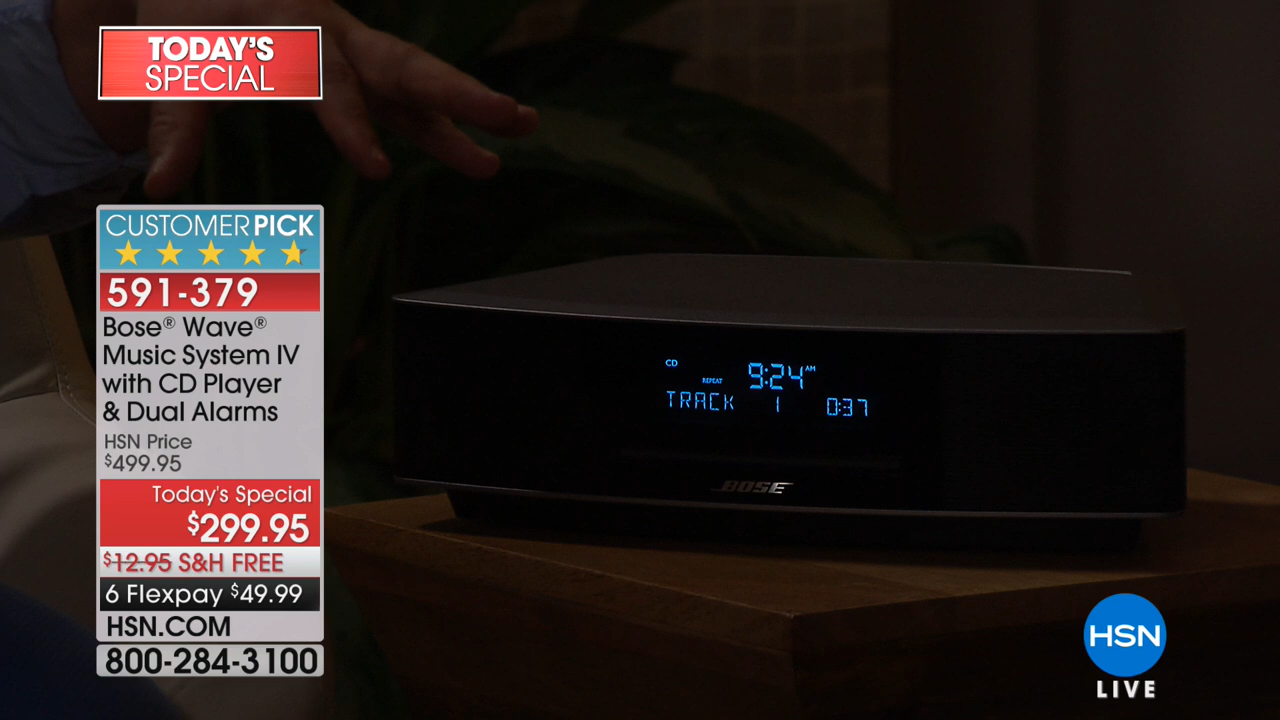 TODAY'S
SPECIAL
CUSTOMER PICK
591-379
Bose® Wave®
Music System IV
with CD Player
& Dual Alarms
HSN Price
$499.95
Today's Special
$299.95
$12.95 S&H FREE
6 Flexpay $49.99
HSN.COM
800-284-3100
CD
REPEAT
9:24 AM
TRACK 1 0:37
BOSE
HSN
LIVE